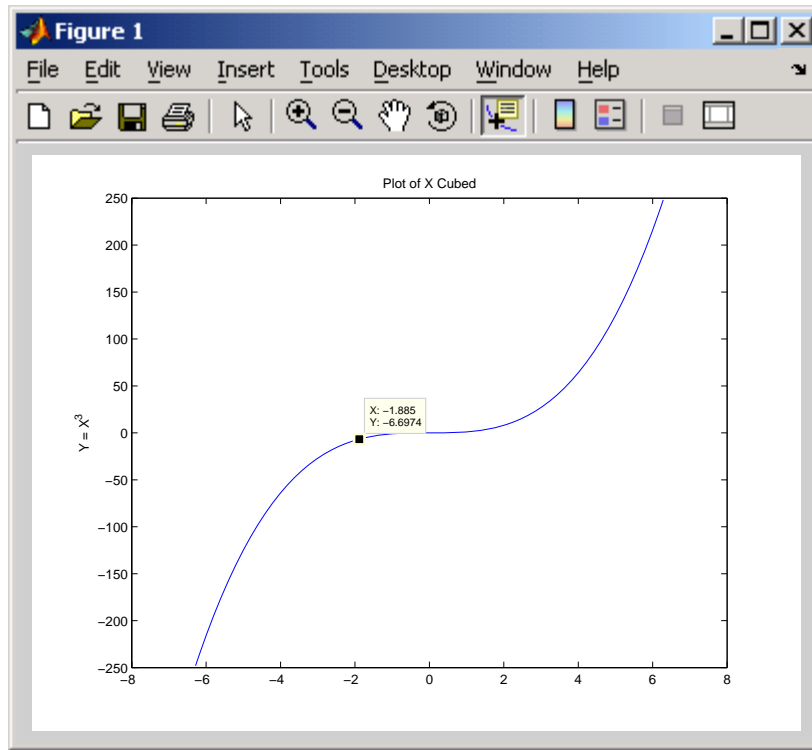 Figure 1
File Edit View Insert Tools Desktop Window Help
Plot of X Cubed
250
200
150
100
50
0
−50
−100
−150
−200
−250
Y = X³
X: −1.885
Y: −6.6974
−8 −6 −4 −2 0 2 4 6 8